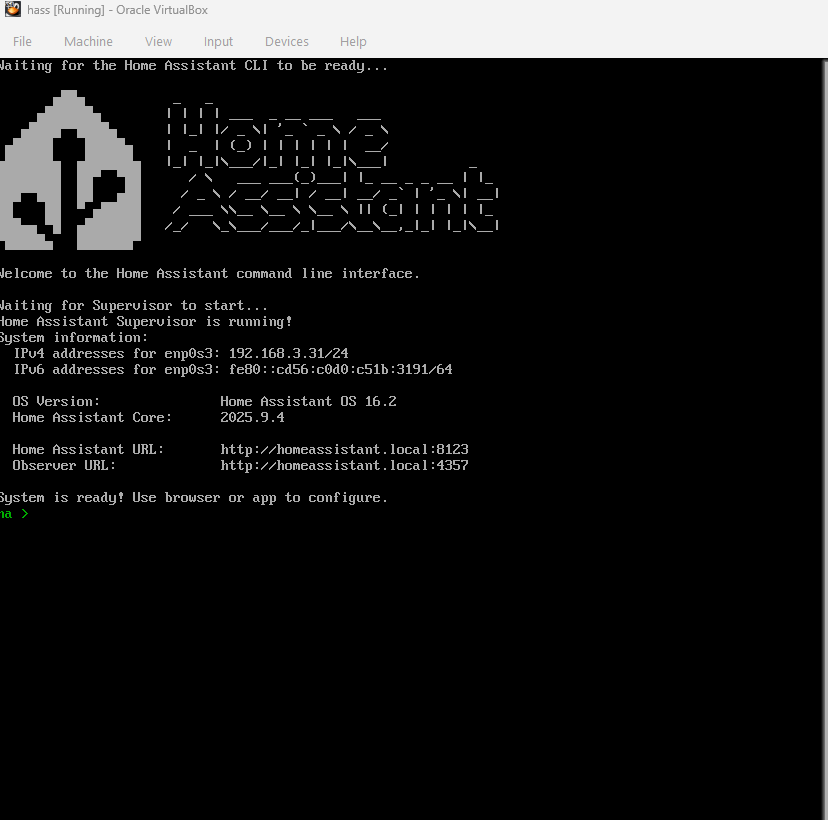 hass [Running] - Oracle VirtualBox
File Machine View Input Devices Help
Waiting for the Home Assistant CLI to be ready...
Home
Assistant
Welcome to the Home Assistant command line interface.
Waiting for Supervisor to start...
Home Assistant Supervisor is running!
System information:
IPv4 addresses for enp0s3: 192.168.3.31/24
IPv6 addresses for enp0s3: fe80::cd56:c0d0:c51b:3191/64
OS Version: Home Assistant OS 16.2
Home Assistant Core: 2025.9.4
Home Assistant URL: http://homeassistant.local:8123
Observer URL: http://homeassistant.local:4357
System is ready! Use browser or app to configure.
ha >